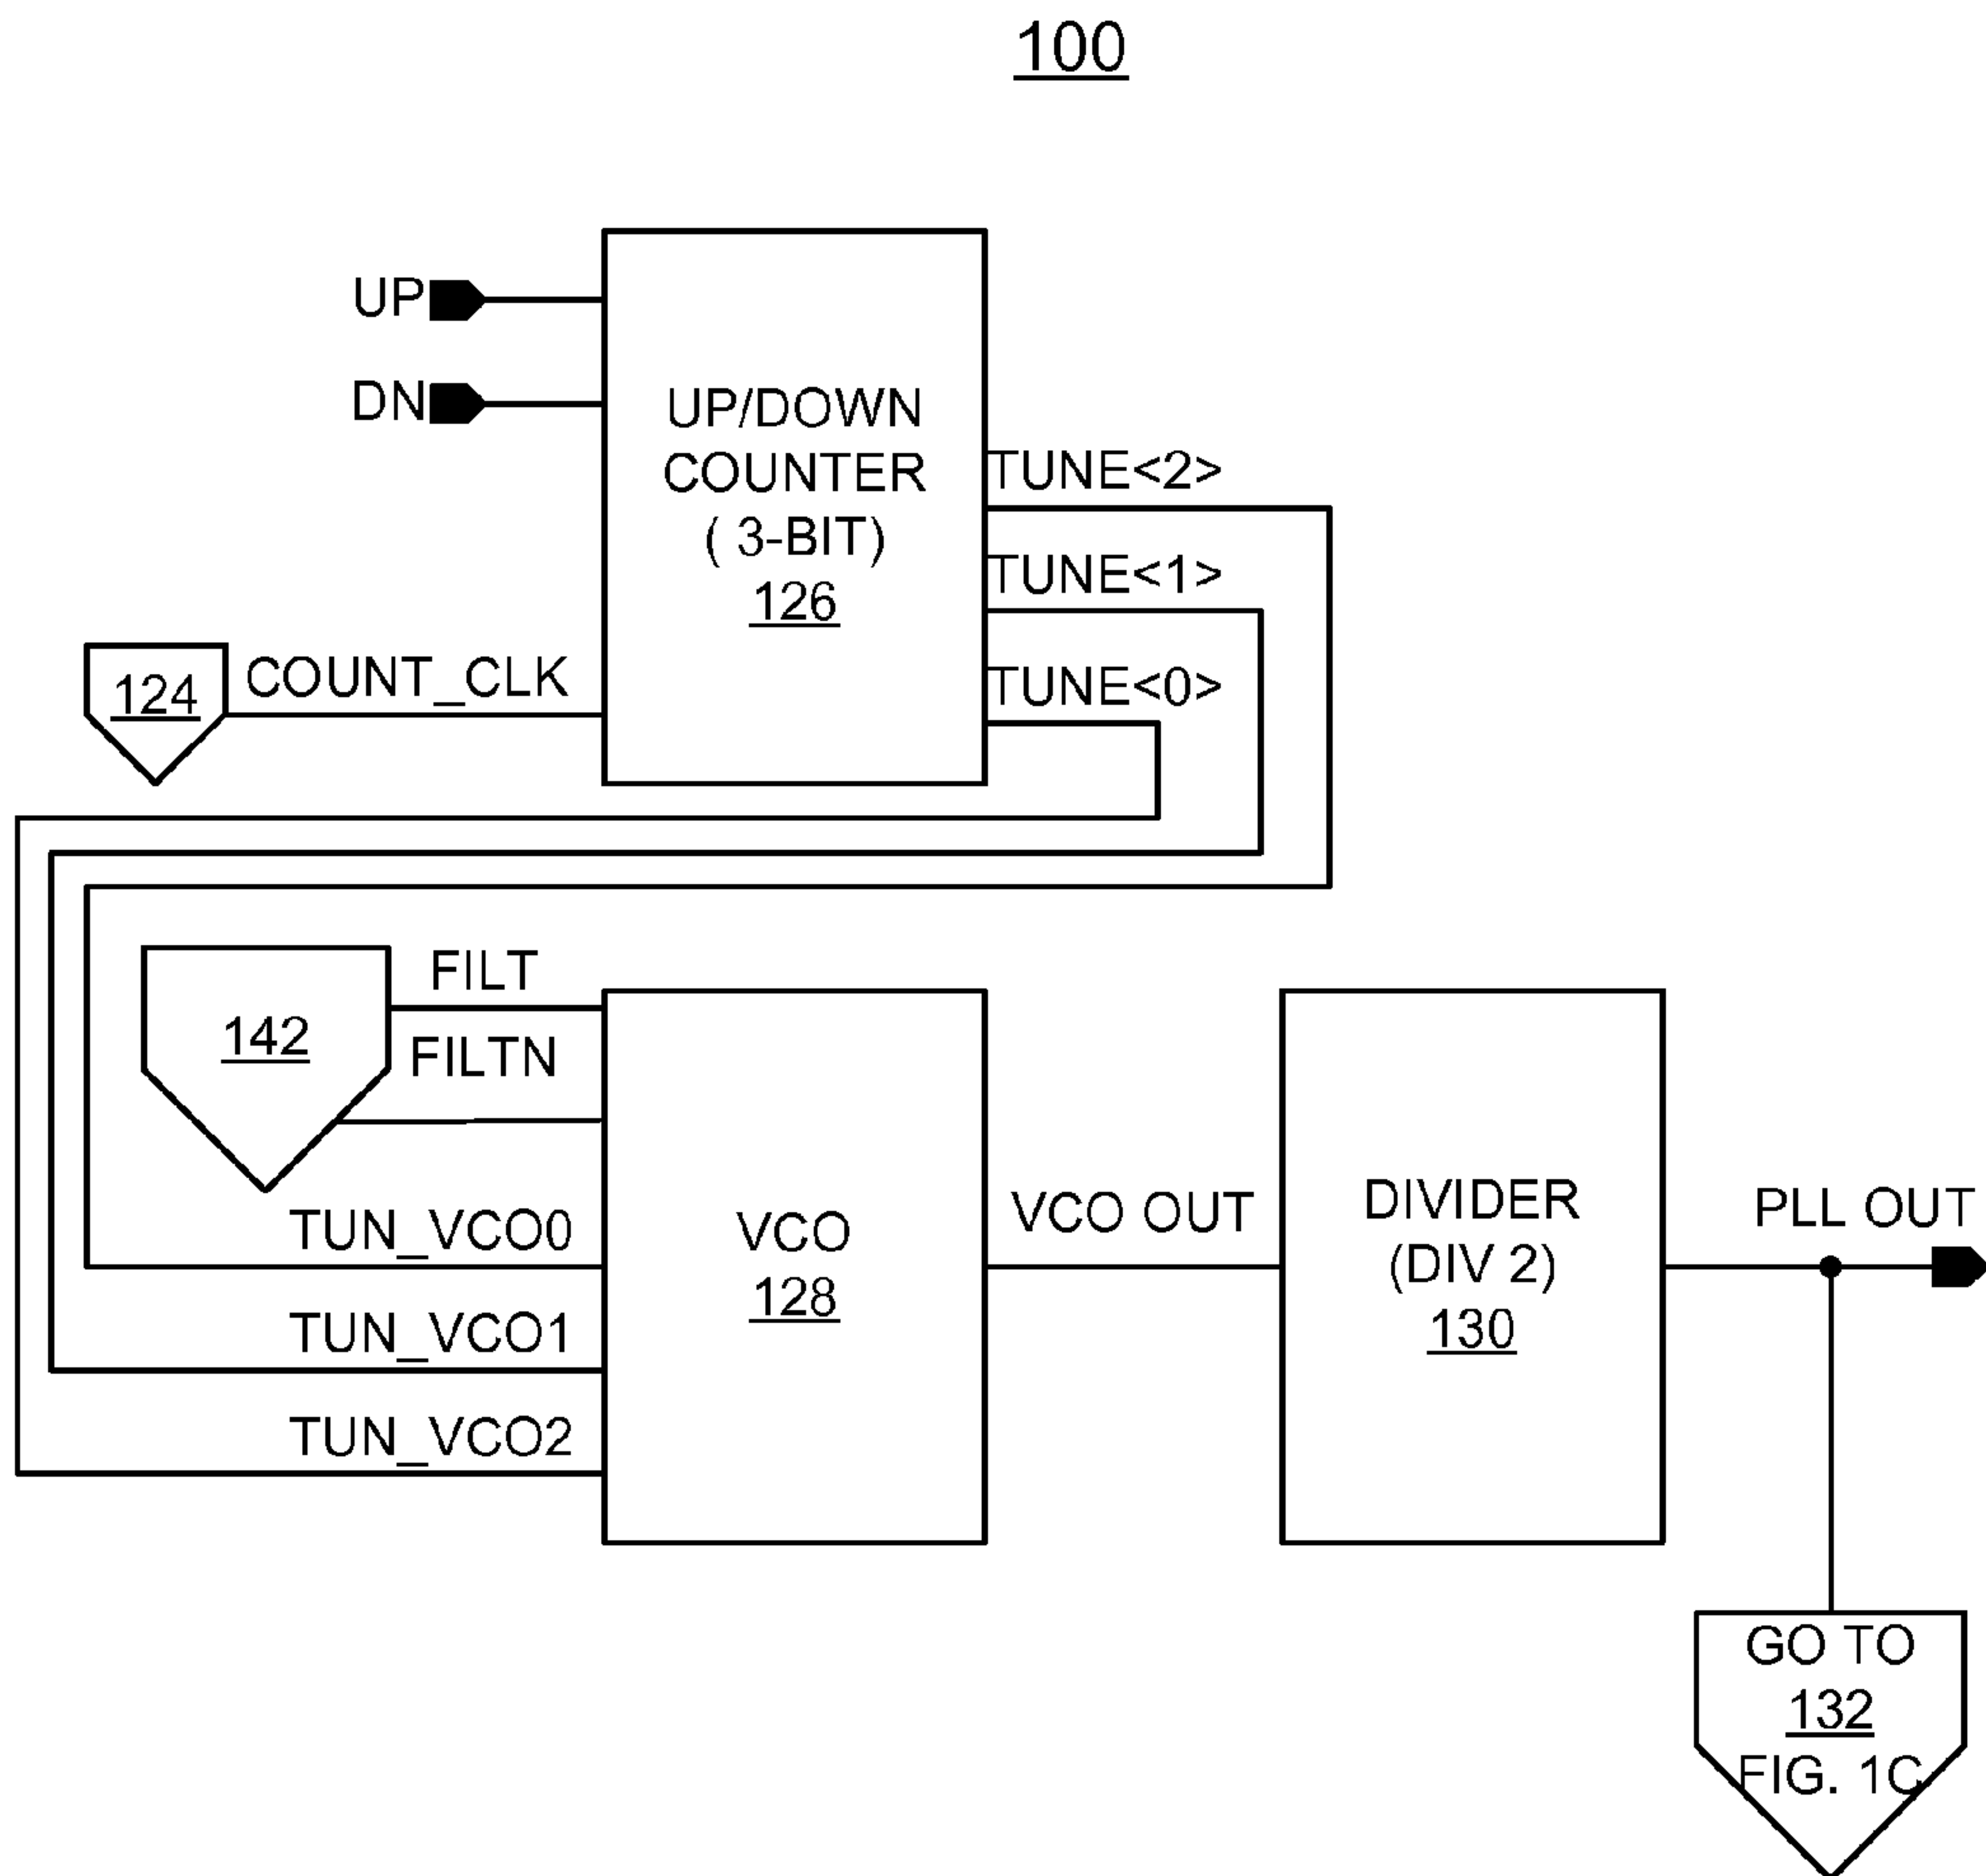 100
UP
DN
UP/DOWN
COUNTER
( 3-BIT)
126
TUNE<2>
TUNE<1>
TUNE<0>
124
COUNT_CLK
142
FILT
FILTN
TUN_VCO0
TUN_VCO1
TUN_VCO2
VCO
128
VCO OUT
DIVIDER
(DIV 2)
130
PLL OUT
GO TO
132
FIG. 1C